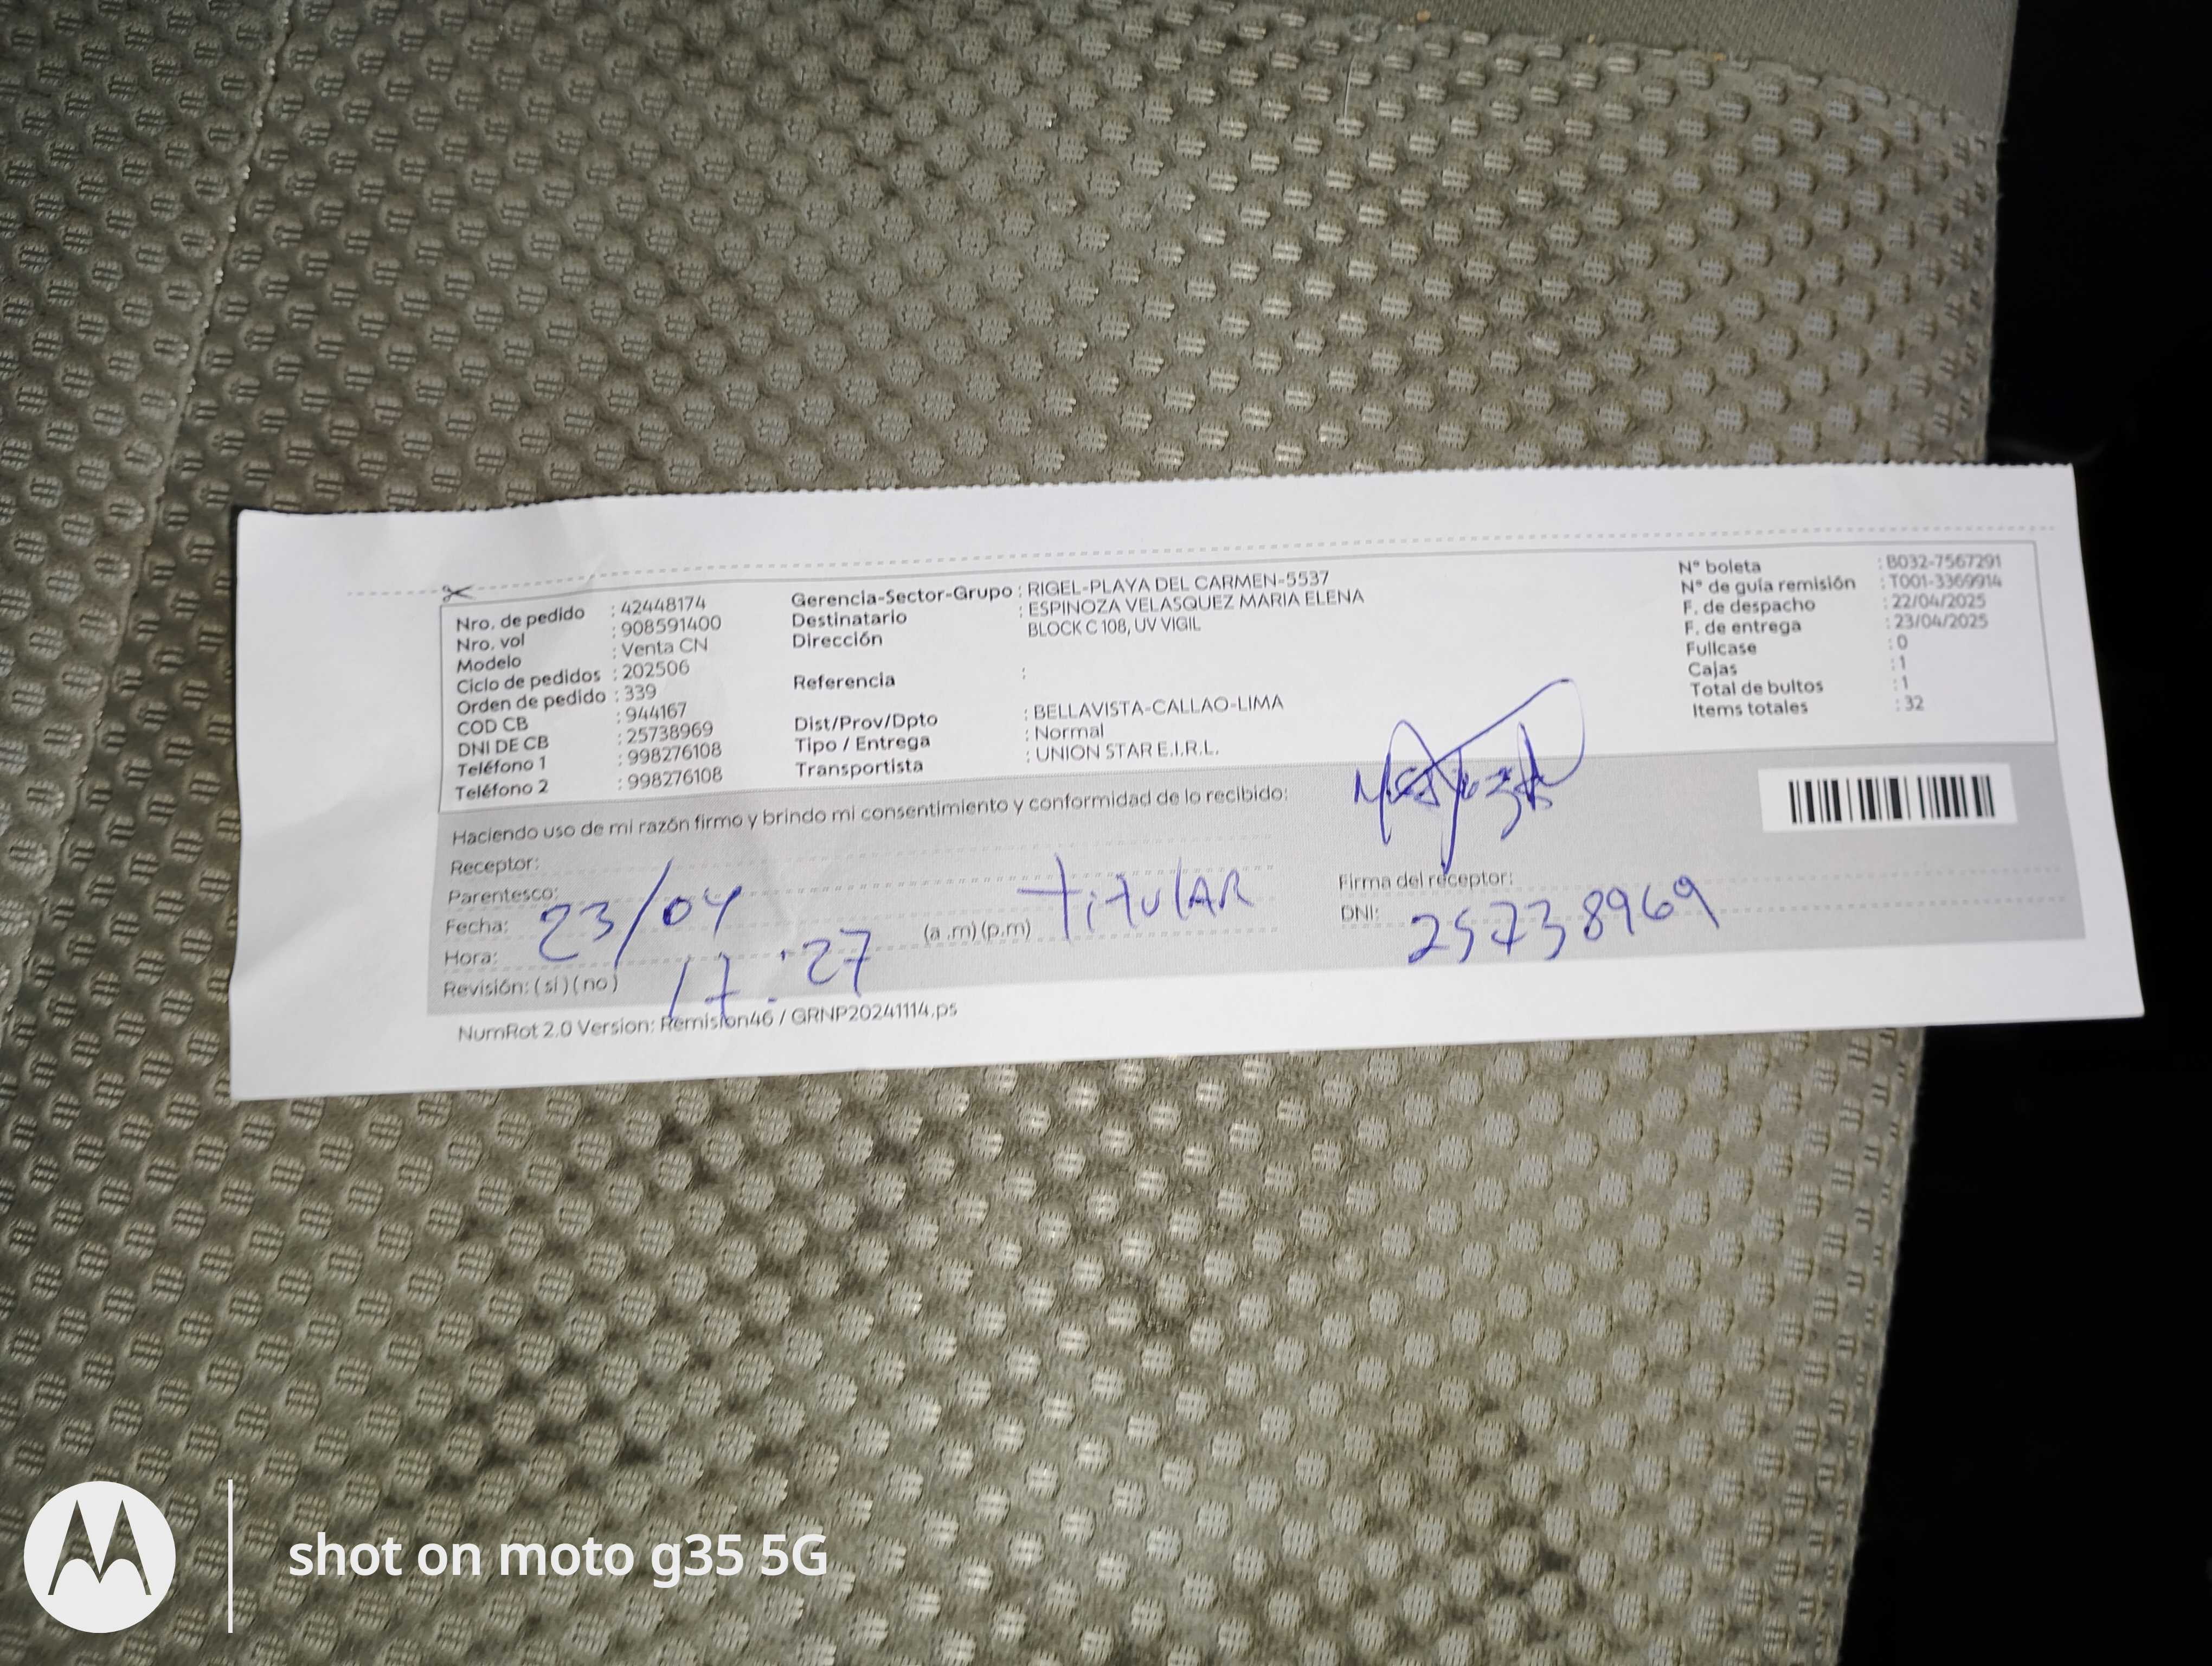 Nro. de pedido : 42448174
Nro. vol : 908591400
Modelo : Venta CN
Ciclo de pedidos : 202506
Orden de pedido : 339
COD CB : 944167
DNI DE CB : 25738969
Teléfono 1 : 998276108
Teléfono 2 : 998276108
Gerencia-Sector-Grupo : RIGEL-PLAYA DEL CARMEN-5537
Destinatario : ESPINOZA VELASQUEZ MARIA ELENA
Dirección BLOCK C 108, UV VIGIL
Referencia :
Dist/Prov/Dpto : BELLAVISTA-CALLAO-LIMA
Tipo / Entrega : Normal
Transportista : UNION STAR E.I.R.L.
N° boleta : B032-7567291
N° de guía remisión : T001-3369914
F. de despacho : 22/04/2025
F. de entrega : 23/04/2025
Fullcase : 0
Cajas : 1
Total de bultos : 1
Items totales : 32
Haciendo uso de mi razón firmo y brindo mi consentimiento y conformidad de lo recibido:
Receptor:
Parentesco: TITULAR
Fecha: 23/04
Hora: 17:27 (a .m) (p.m)
Revisión: ( si ) ( no )
Firma del receptor:
DNI: 25738969
NumRot 2.0 Version: Remision46 / GRNP20241114.ps
shot on moto g35 5G